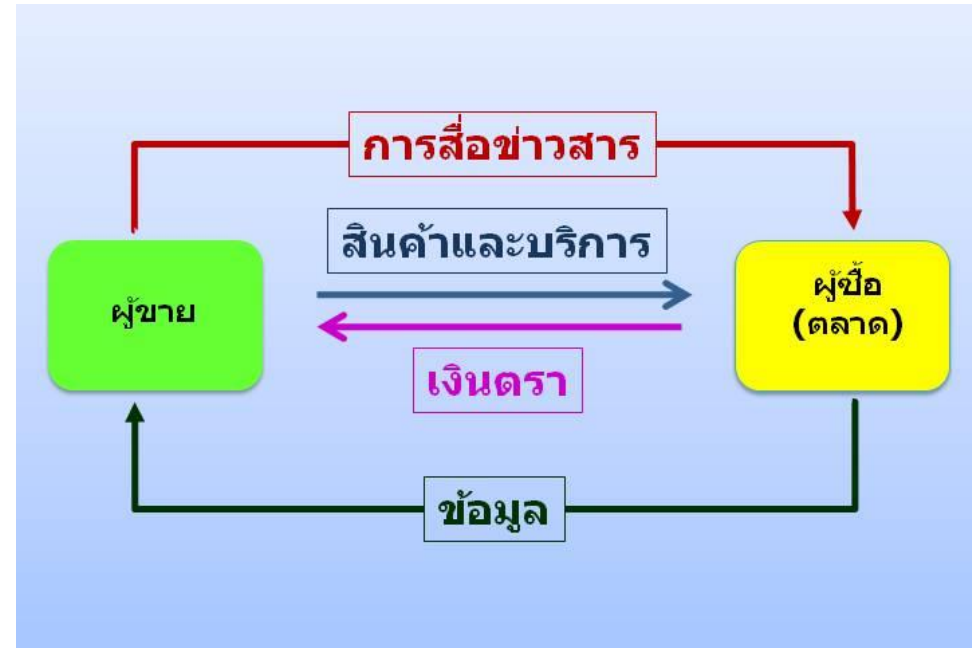 การสื่อข่าวสาร
สินค้าและบริการ
ผู้ขาย
ผู้ซื้อ
(ตลาด)
เงินตรา
ข้อมูล